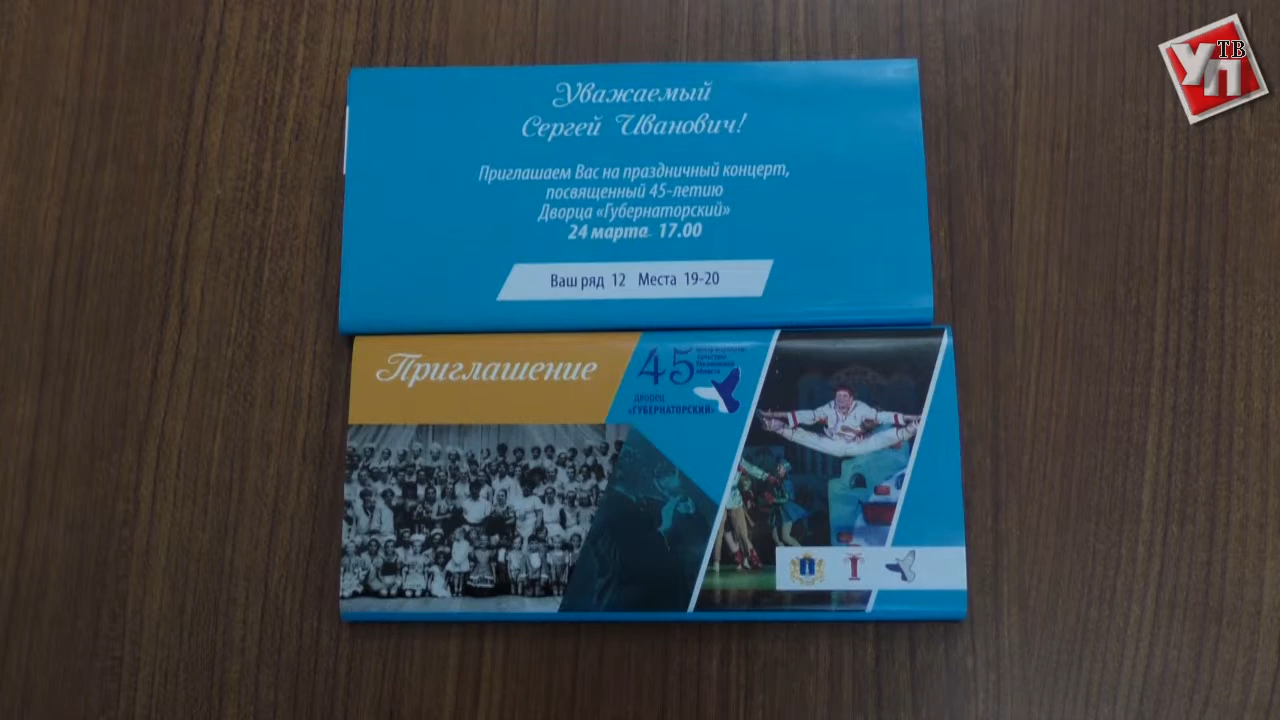 УП ТВ
Уважаемый
Сергей Иванович!
Приглашаем Вас на праздничный концерт,
посвященный 45-летию
Дворца «Губернаторский»
24 марта 17.00
Ваш ряд 12 Места 19-20
Приглашение
45
дворец
«ГУБЕРНАТОРСКИЙ»